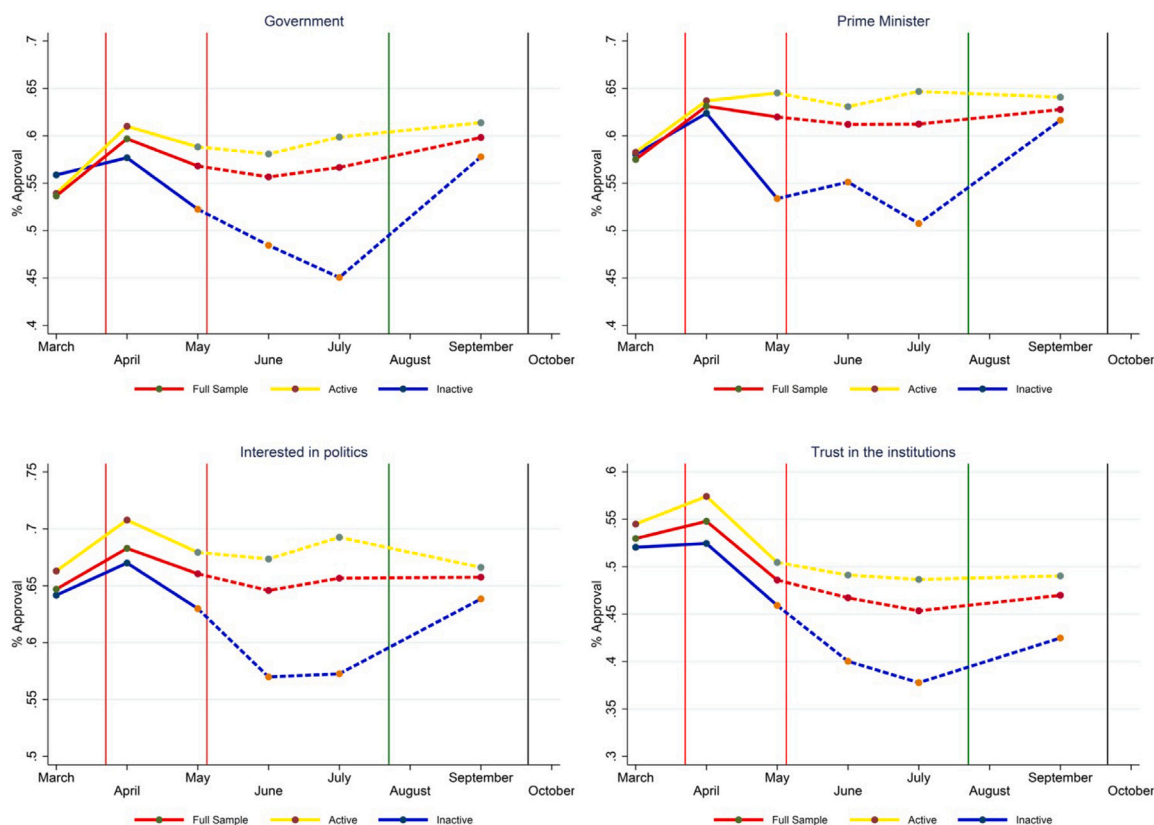 Government
% Approval
.7
.65
.6
.55
.5
.45
.4
March
April
May
June
July
August
September
October
Full Sample Active Inactive
Prime Minister
% Approval
.7
.65
.6
.55
.5
.45
.4
March
April
May
June
July
August
September
October
Full Sample Active Inactive
Interested in politics
% Approval
.75
.7
.65
.6
.55
.5
March
April
May
June
July
August
September
October
Full Sample Active Inactive
Trust in the institutions
% Approval
.6
.55
.5
.45
.4
.35
.3
March
April
May
June
July
August
September
October
Full Sample Active Inactive